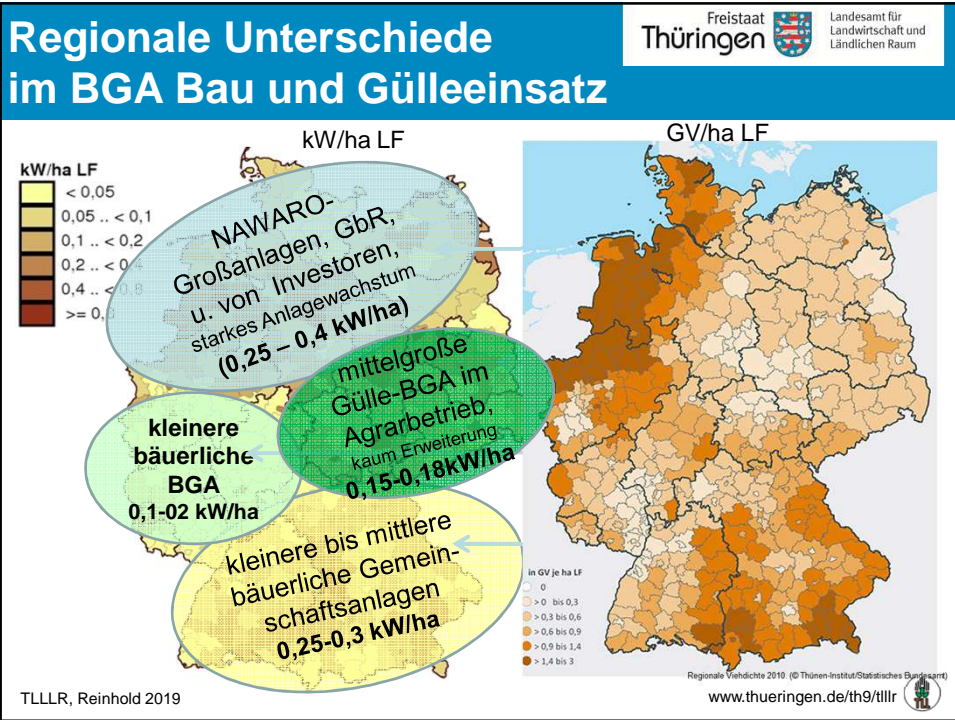 Regionale Unterschiede
im BGA Bau und Gülleeinsatz
Freistaat
Thüringen
Landesamt für
Landwirtschaft und
Ländlichen Raum
kW/ha LF
GV/ha LF
kW/ha LF
< 0,05
0,05 .. < 0,1
0,1 .. < 0,2
0,2 .. < 0
0,4 .. <
>= 0,
NAWARO-
Großanlagen, GbR,
u. von Investoren,
starkes Anlagewachstum
(0,25 – 0,4 kW/ha)
mittelgroße
Gülle-BGA im
Agrarbetrieb,
kaum Erweiterung
0,15-0,18kW/ha
kleinere
bäuerliche
BGA
0,1-02 kW/ha
kleinere bis mittlere
bäuerliche Gemein-
schaftsanlagen
0,25-0,3 kW/ha
in GV je ha LF
0
> 0 bis 0,3
> 0,3 bis 0,6
> 0,6 bis 0,9
> 0,9 bis 1,4
> 1,4 bis 3
Regionale Viehdichte 2010. (© Thünen-Institut/Statistisches Bundesamt)
TLLLR, Reinhold 2019
www.thueringen.de/th9/tlllr